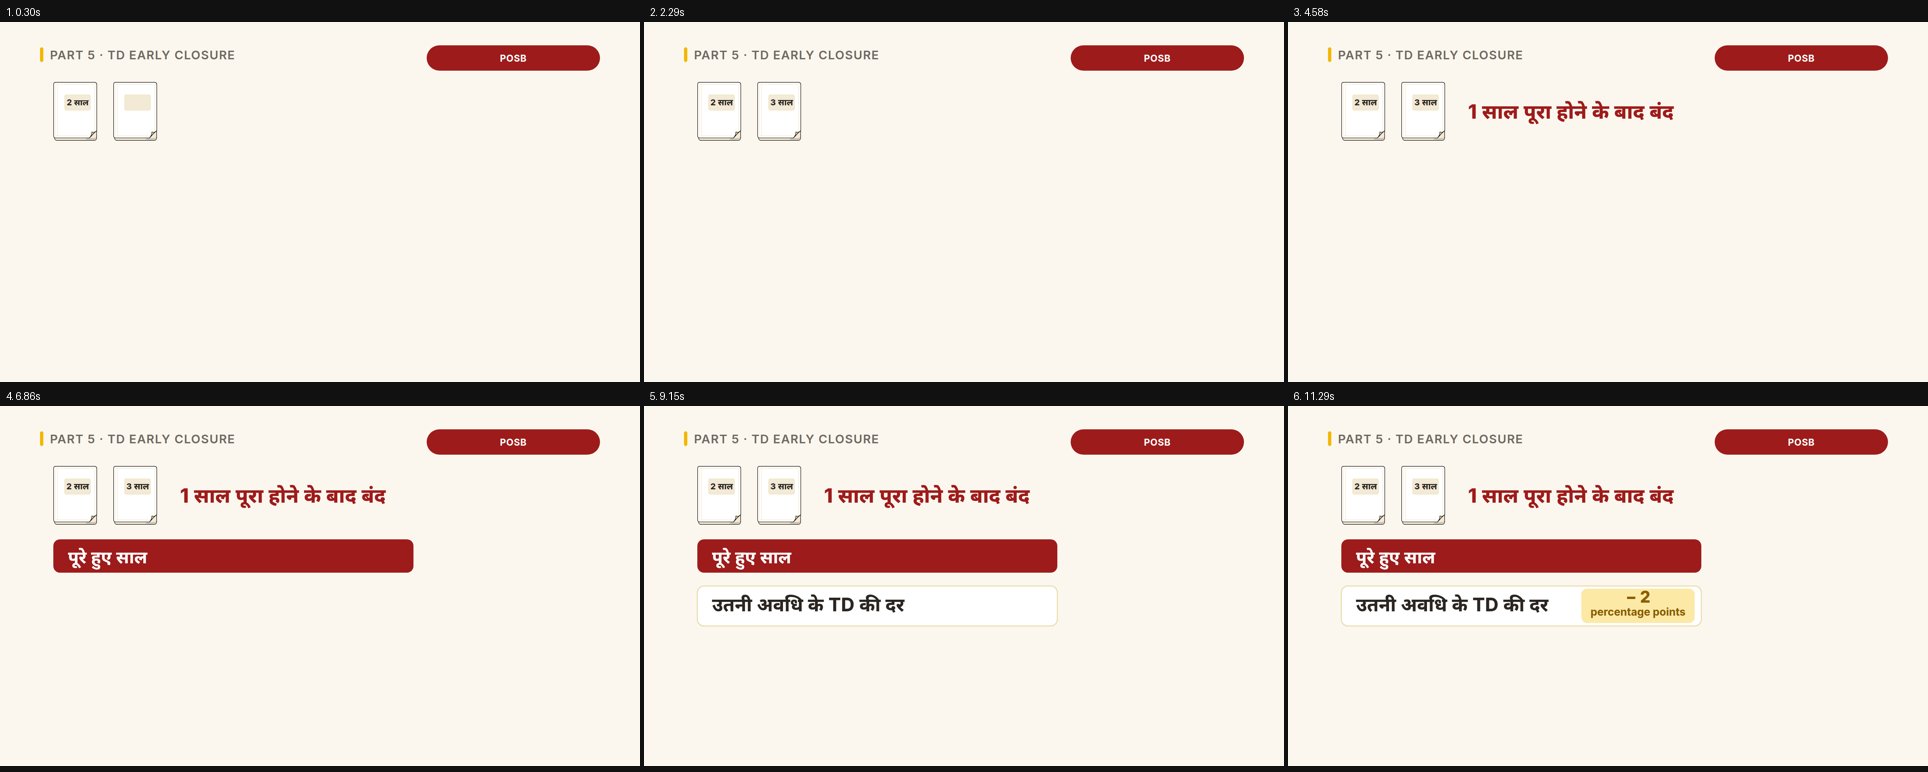 1. 0.30s
PART 5 · TD EARLY CLOSURE
POSB
2 साल
2. 2.29s
PART 5 · TD EARLY CLOSURE
POSB
2 साल
3 साल
3. 4.58s
PART 5 · TD EARLY CLOSURE
POSB
2 साल
3 साल
1 साल पूरा होने के बाद बंद
4. 6.86s
PART 5 · TD EARLY CLOSURE
POSB
2 साल
3 साल
1 साल पूरा होने के बाद बंद
पूरे हुए साल
5. 9.15s
PART 5 · TD EARLY CLOSURE
POSB
2 साल
3 साल
1 साल पूरा होने के बाद बंद
पूरे हुए साल
उतनी अवधि के TD की दर
6. 11.29s
PART 5 · TD EARLY CLOSURE
POSB
2 साल
3 साल
1 साल पूरा होने के बाद बंद
पूरे हुए साल
उतनी अवधि के TD की दर
– 2
percentage points